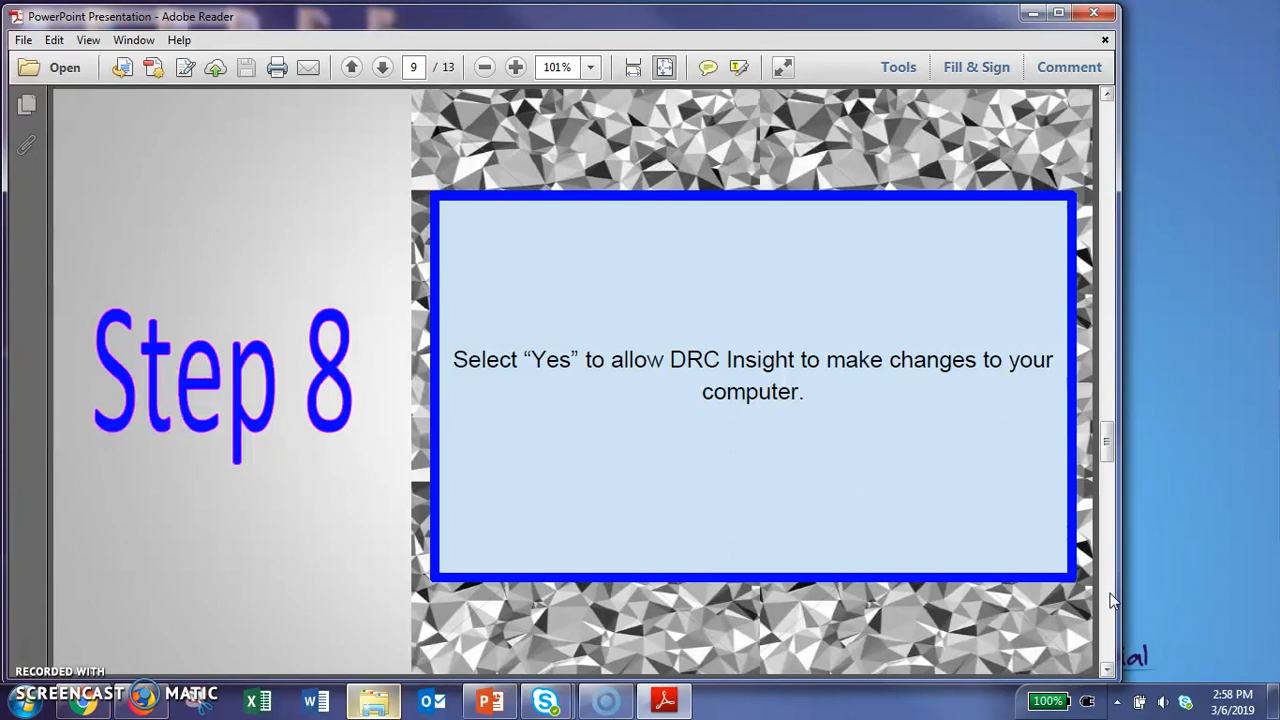 PowerPoint Presentation - Adobe Reader
File Edit View Window Help
Open 9 / 13 101% Tools Fill & Sign Comment
Step 8
Select “Yes” to allow DRC Insight to make changes to your
computer.
RECORDED WITH
SCREENCAST MATIC
100%
2:58 PM
3/6/2019